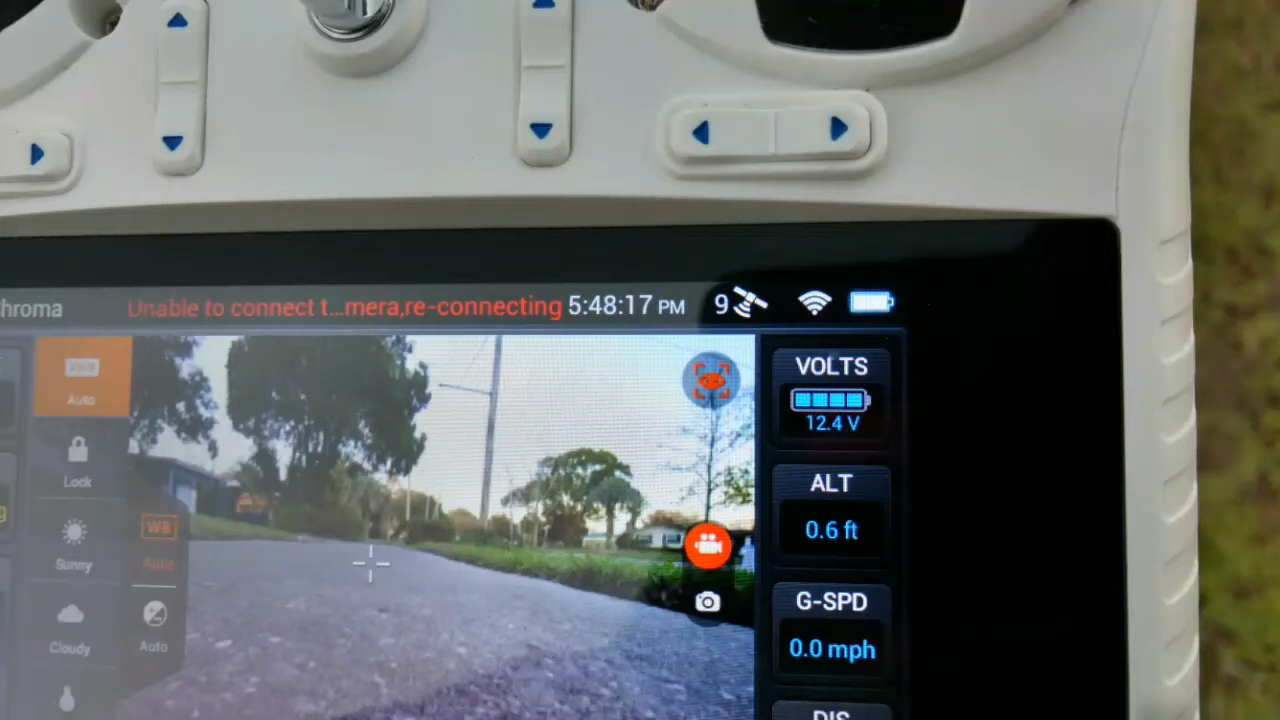 hroma Unable to connect t...mera,re-connecting 5:48:17 PM 9
AWB
Auto
Lock
Sunny
Cloudy
WB
Auto
Auto
VOLTS
12.4 V
ALT
0.6 ft
G-SPD
0.0 mph
DIS